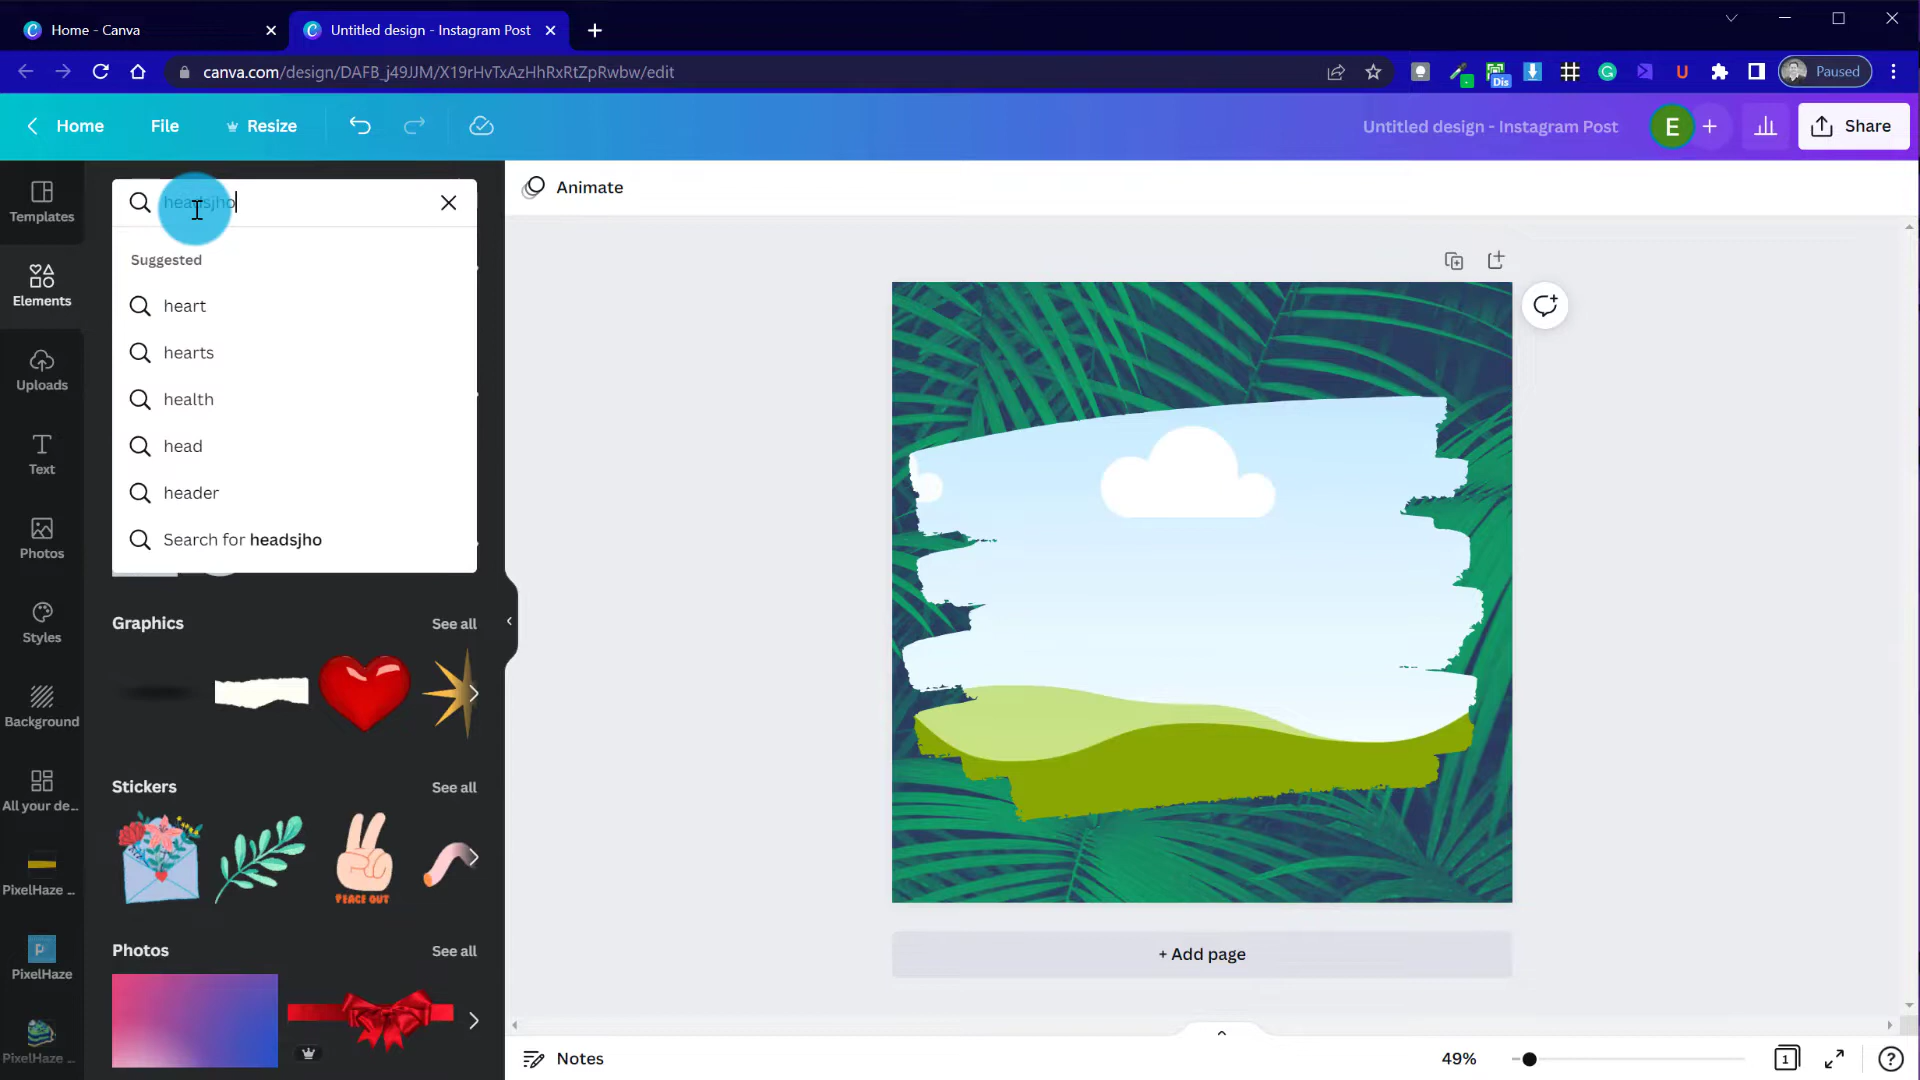 Home - Canva
Untitled design - Instagram Post
canva.com/design/DAFB_j49JJM/X19rHvTxAzHhRxRtZpRwbw/edit
Dis
Paused
Home
File
Resize
Untitled design - Instagram Post
E
Share
headsjho
Animate
Templates
Elements
Uploads
Text
Photos
Styles
Background
All your de...
PixelHaze ...
PixelHaze
PixelHaze ...
Suggested
heart
hearts
health
head
header
Search for headsjho
Graphics
See all
Stickers
See all
PEACE OUT
Photos
See all
+ Add page
Notes
49%
1